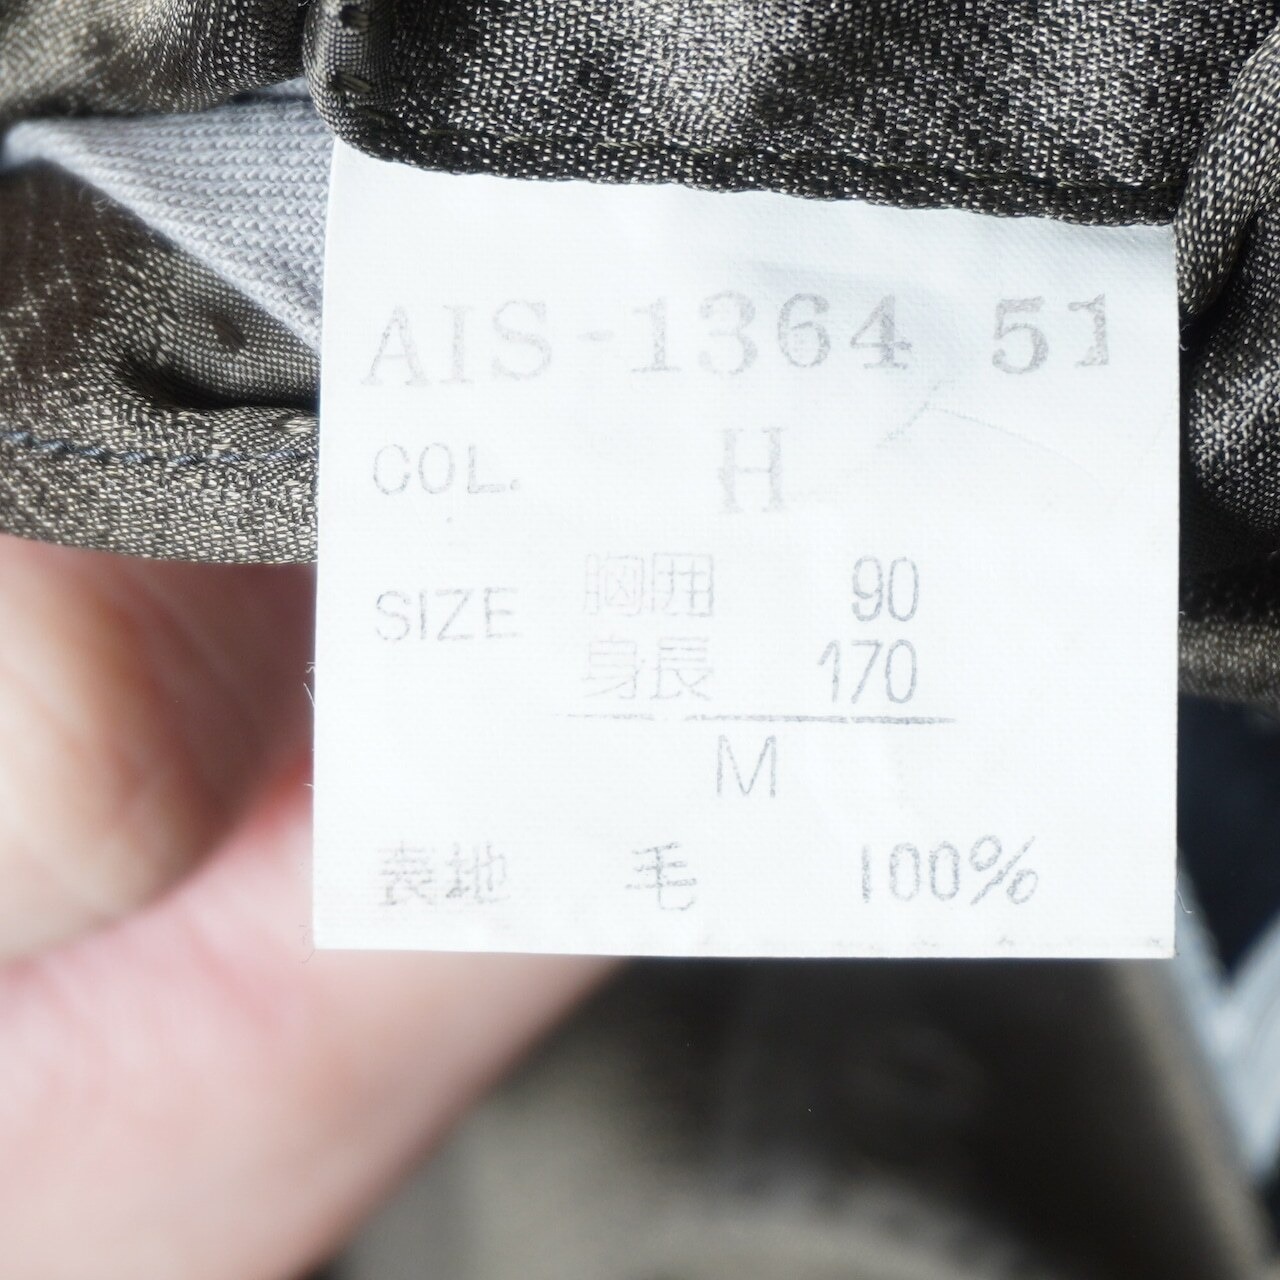 AIS-1364 51
COL. H
SIZE 胸囲 90
身長 170
M
表地 毛 100%